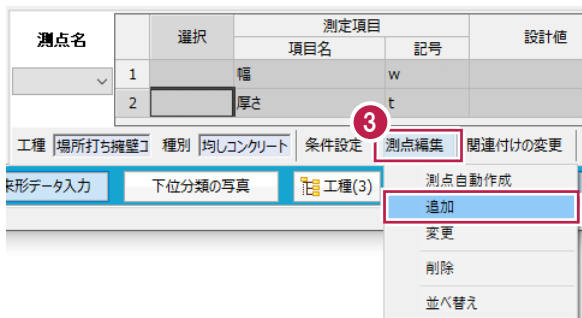 測点名 選択 測定項目 設計値
項目名 記号
1 幅 w
2 厚さ t
3
工種 場所打ち擁壁工 種別 均しコンクリート 条件設定 測点編集 関連付けの変更
来形データ入力 下位分類の写真 工種(3)
測点自動作成
追加
変更
削除
並べ替え